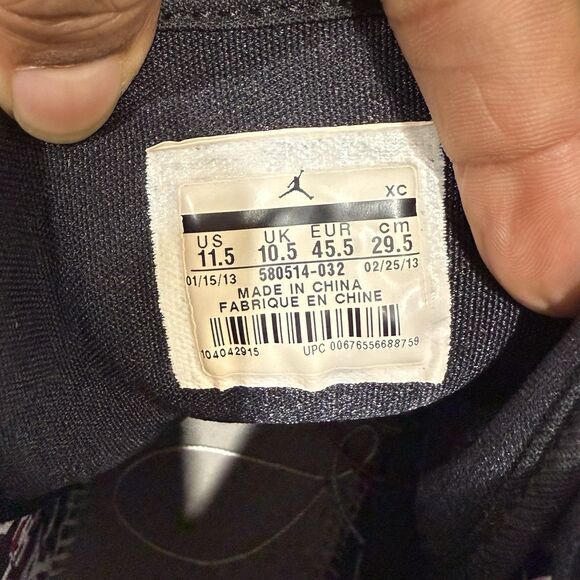 XC
US UK EUR cm
11.5 10.5 45.5 29.5
01/15/13 580514-032 02/25/13
MADE IN CHINA
FABRIQUE EN CHINE
104042915 UPC 00676556688759